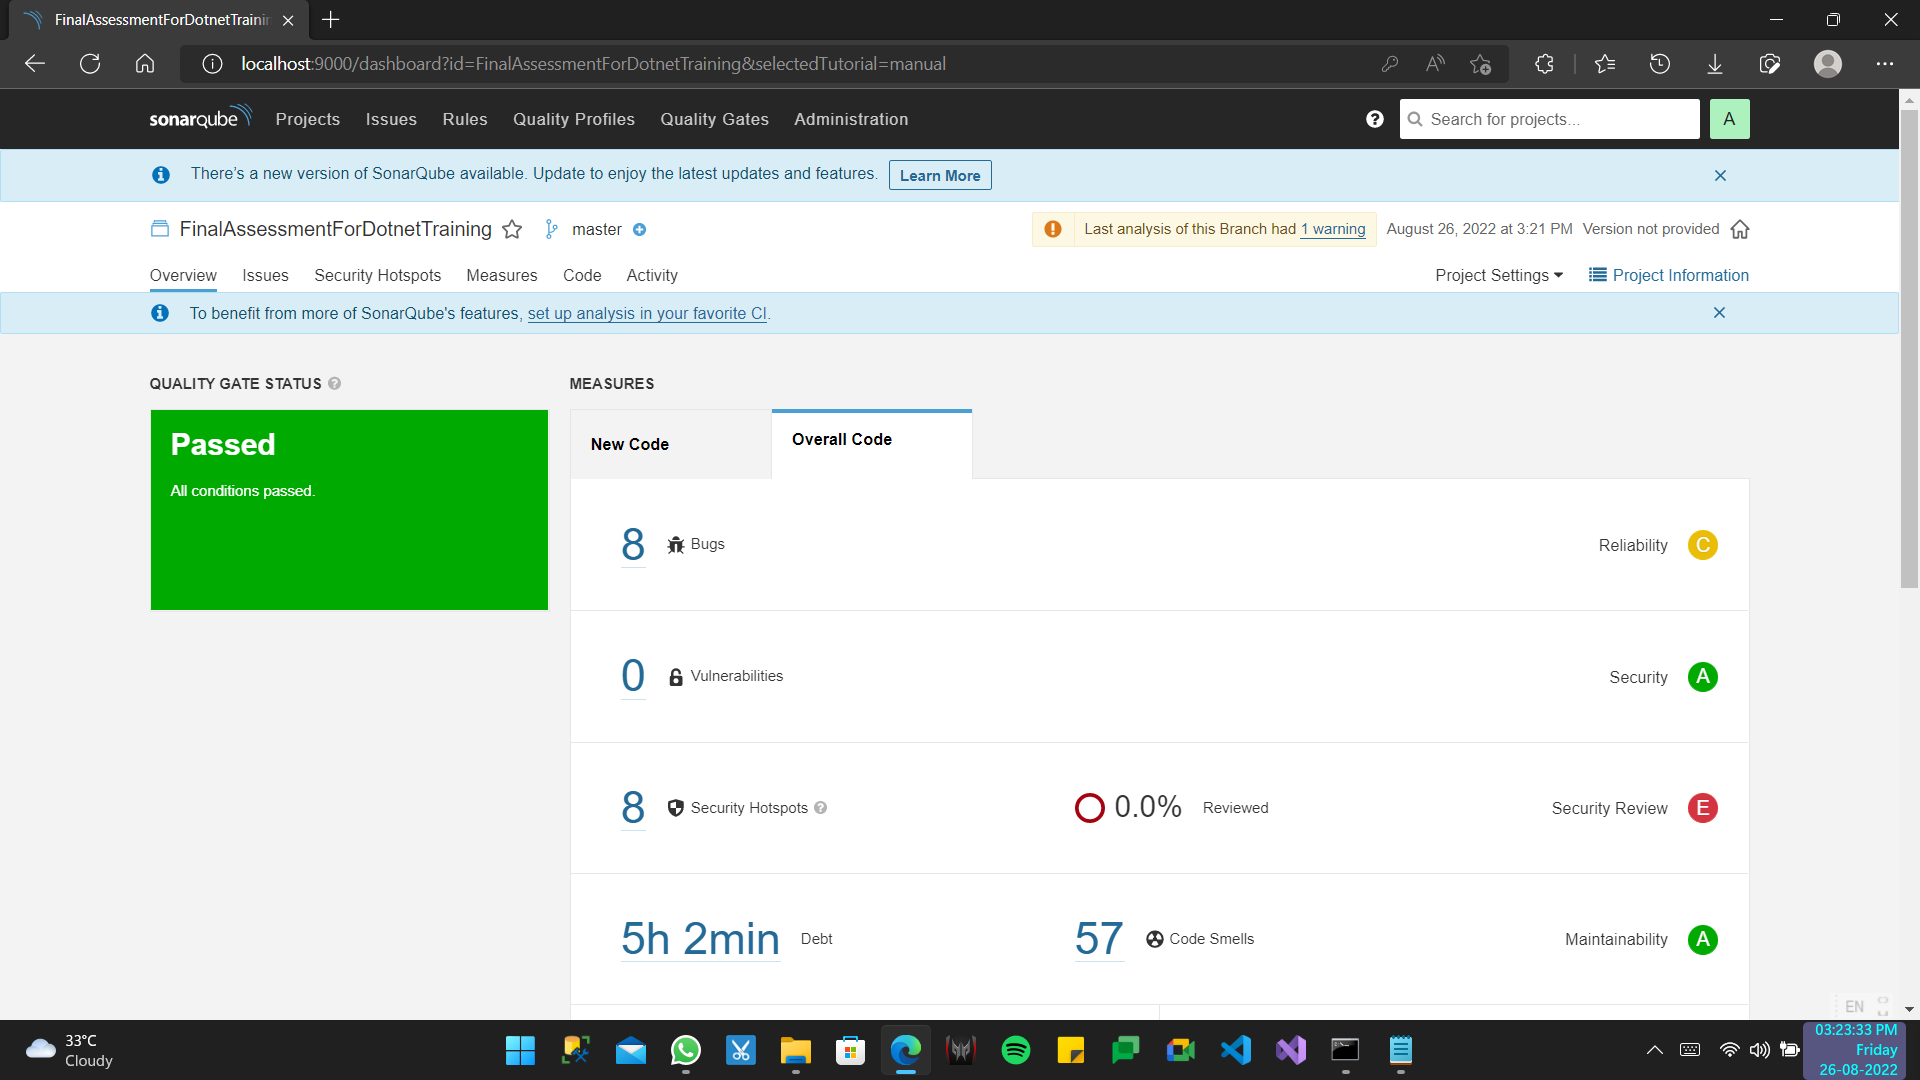 FinalAssessmentForDotnetTrainin
localhost:9000/dashboard?id=FinalAssessmentForDotnetTraining&selectedTutorial=manual
sonarqube Projects Issues Rules Quality Profiles Quality Gates Administration Search for projects... A
There's a new version of SonarQube available. Update to enjoy the latest updates and features. Learn More
FinalAssessmentForDotnetTraining master Last analysis of this Branch had 1 warning August 26, 2022 at 3:21 PM Version not provided
Overview Issues Security Hotspots Measures Code Activity Project Settings Project Information
To benefit from more of SonarQube's features, set up analysis in your favorite CI.
QUALITY GATE STATUS
Passed
All conditions passed.
MEASURES
New Code Overall Code
8 Bugs Reliability C
0 Vulnerabilities Security A
8 Security Hotspots 0.0% Reviewed Security Review E
5h 2min Debt 57 Code Smells Maintainability A
EN
33°C
Cloudy
03:23:33 PM
Friday
26-08-2022